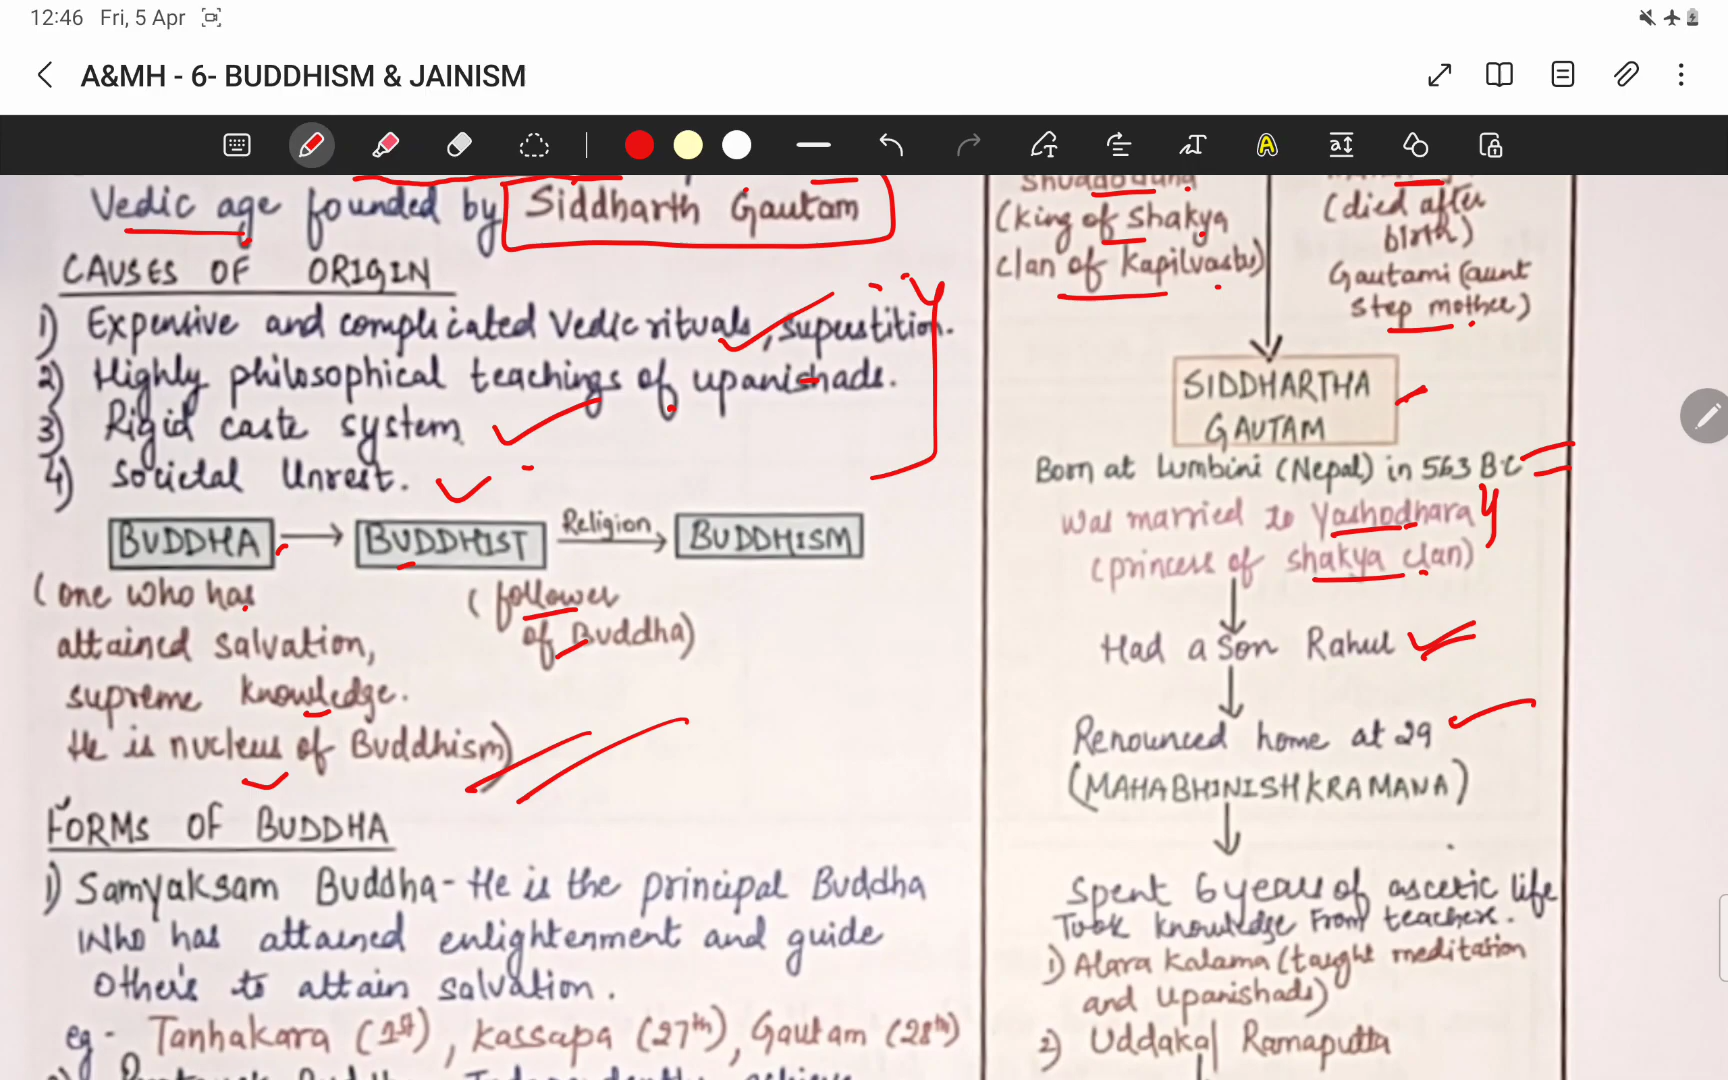 12:46 Fri, 5 Apr
A&MH - 6- BUDDHISM & JAINISM
Vedic age founded by Siddharth Gautam
CAUSES OF ORIGIN
1) Expensive and complicated Vedic rituals, superstition.
2) Highly philosophical teachings of upanishads.
3) Rigid caste system
4) Societal Unrest.
BUDDHA → BUDDHIST Religion → BUDDHISM
(one who has
attained salvation,
supreme knowledge.
He is nucleus of Buddhism)
(follower
of Buddha)
FORMS OF BUDDHA
1) Samyaksam Buddha - He is the principal Buddha
Who has attained enlightenment and guide
Others to attain salvation.
eg - Tanhakara (1st), Kassapa (27th), Gautam (28th)
Shuddodana
(King of Shakya
clan of Kapilvastu)
(died after
birth)
Gautami (aunt
step mother)
SIDDHARTHA
GAUTAM
Born at Lumbini (Nepal) in 563 BC
Was married to Yashodhara
(princess of Shakya clan)
Had a Son Rahul
Renounced home at 29
(MAHABHINISHKRAMANA)
Spent 6 years of ascetic life
Took knowledge from teachers.
1) Alara Kalama (taught meditation
and Upanishads)
2) Uddaka Ramaputta